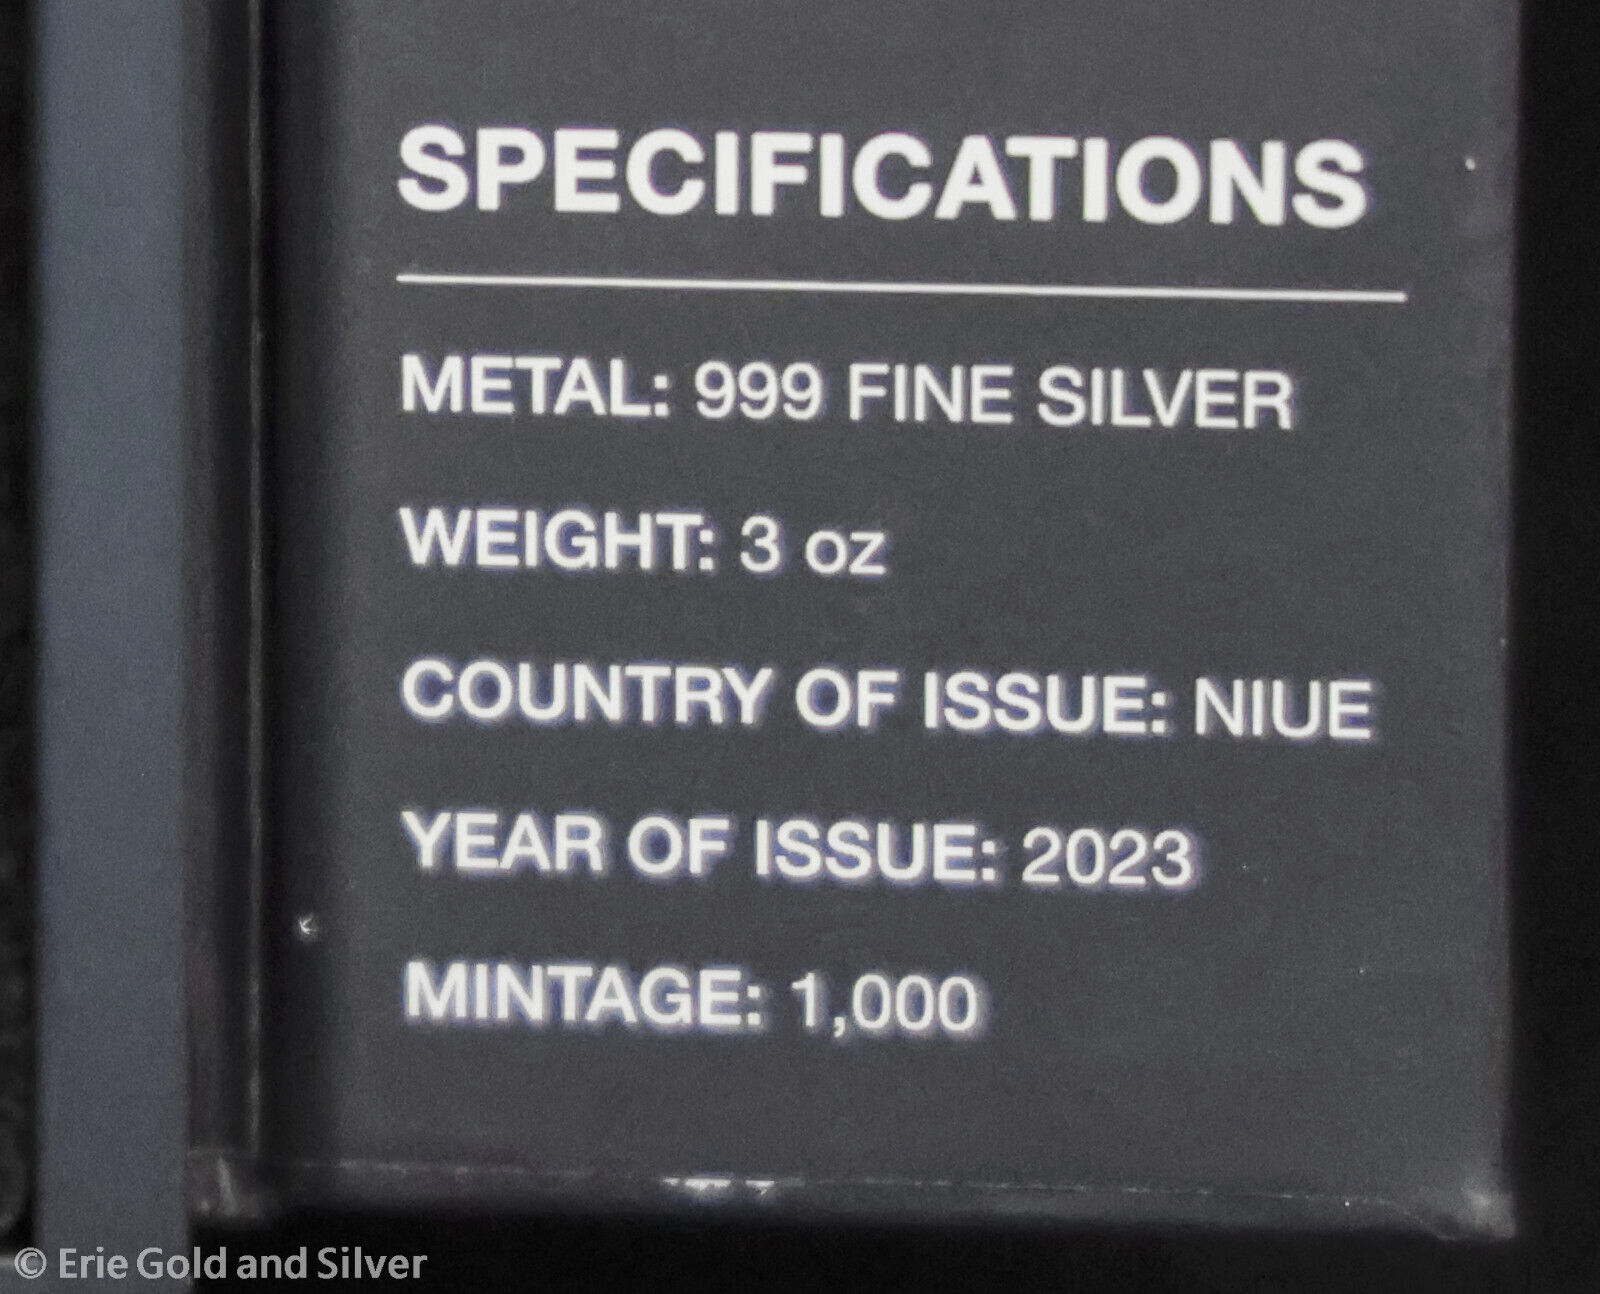 SPECIFICATIONS
METAL: 999 FINE SILVER
WEIGHT: 3 oz
COUNTRY OF ISSUE: NIUE
YEAR OF ISSUE: 2023
MINTAGE: 1,000
© Erie Gold and Silver